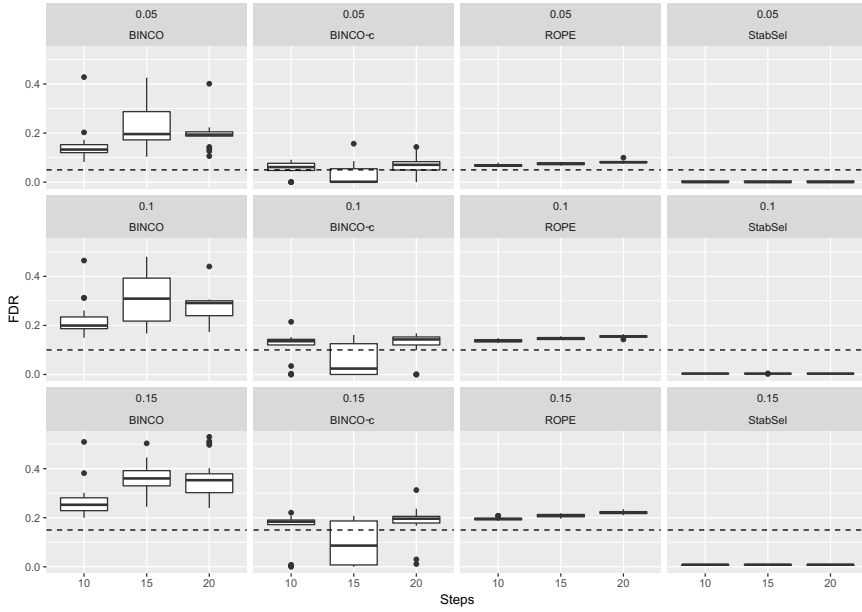 0.05 0.05 0.05 0.05
BINCO BINCO-c ROPE StabSel
0.4
0.2
0.0
0.1 0.1 0.1 0.1
BINCO BINCO-c ROPE StabSel
0.4
0.2
0.0
FDR
0.15 0.15 0.15 0.15
BINCO BINCO-c ROPE StabSel
0.4
0.2
0.0
10 15 20 10 15 20 10 15 20 10 15 20
Steps